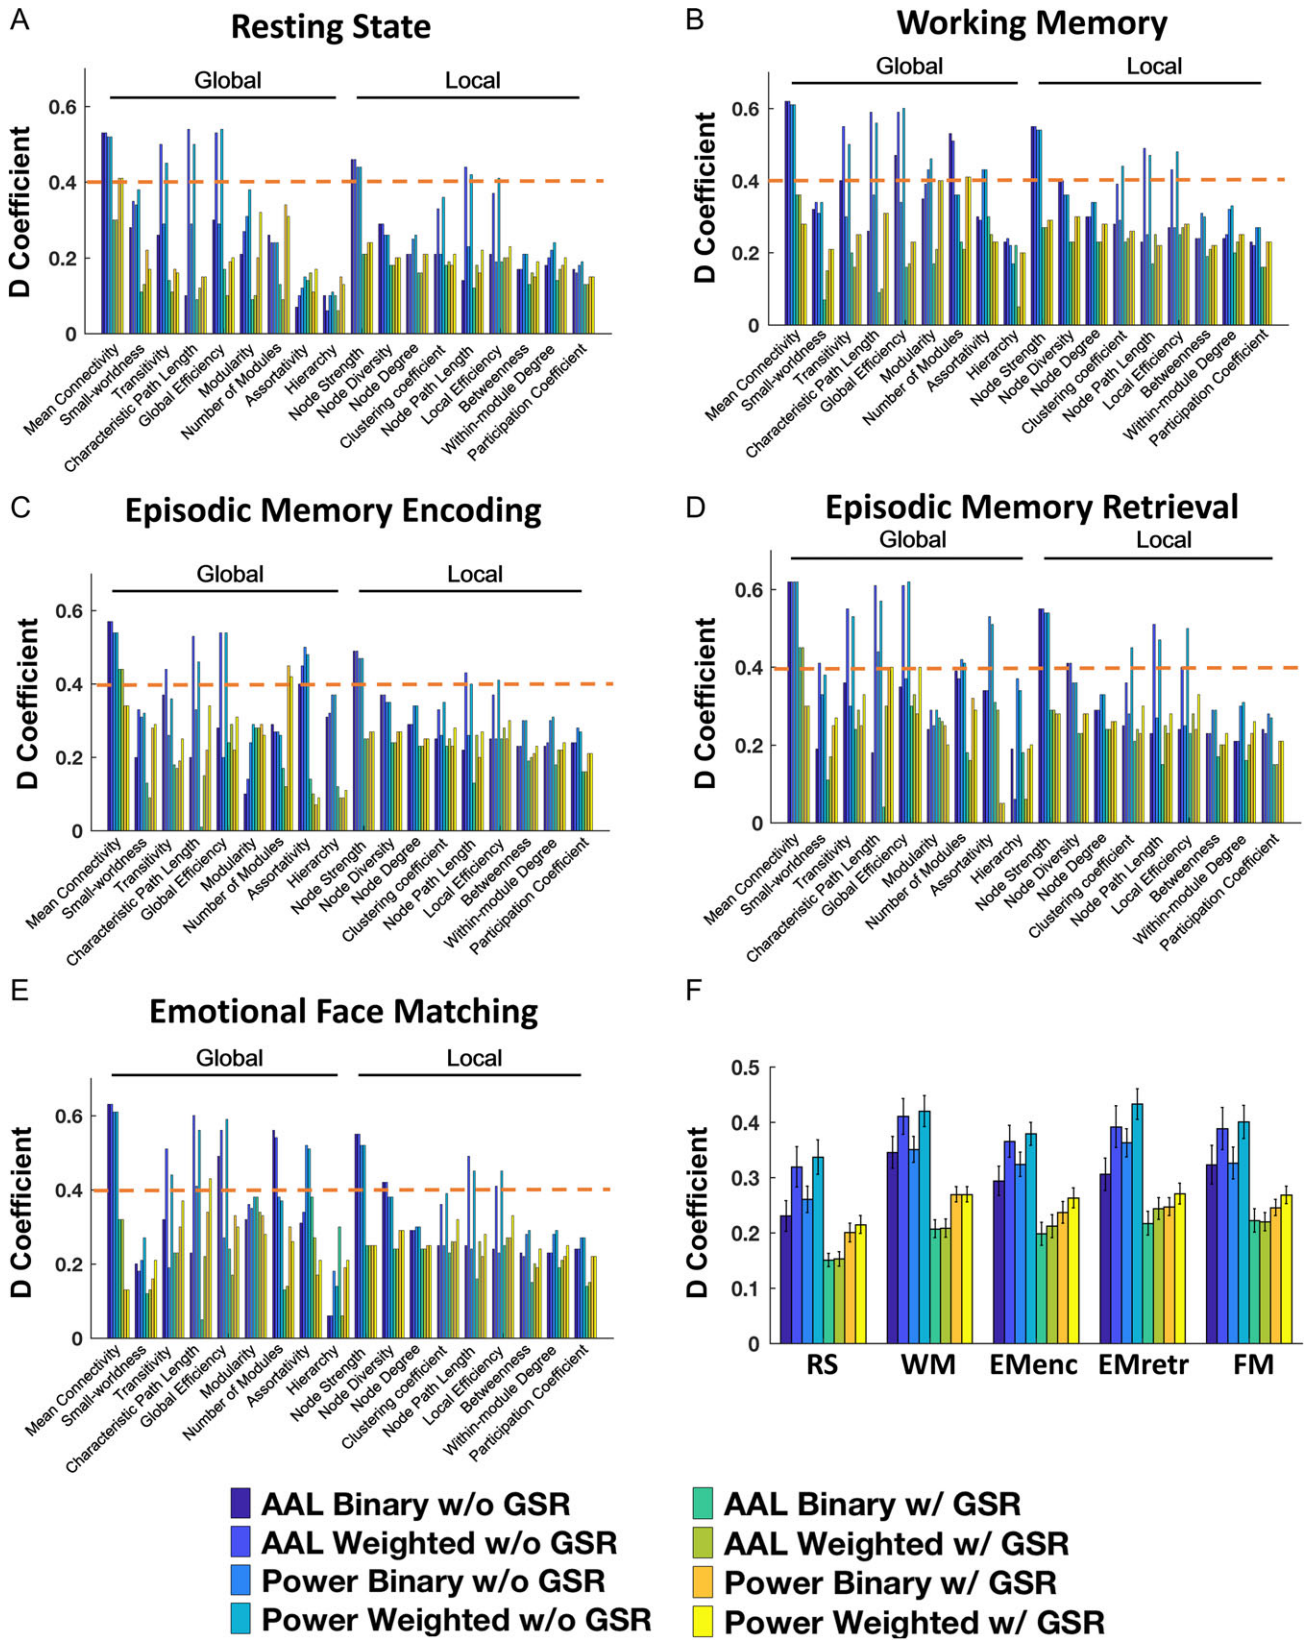 A
Resting State
Global
Local
D Coefficient
0.6
0.4
0.2
0
Mean Connectivity
Small-worldness
Transitivity
Characteristic Path Length
Global Efficiency
Modularity
Number of Modules
Assortativity
Hierarchy
Node Strength
Node Diversity
Node Degree
Clustering coefficient
Node Path Length
Local Efficiency
Betweenness
Within-module Degree
Participation Coefficient
B
Working Memory
Global
Local
D Coefficient
0.6
0.4
0.2
0
Mean Connectivity
Small-worldness
Transitivity
Characteristic Path Length
Global Efficiency
Modularity
Number of Modules
Assortativity
Hierarchy
Node Strength
Node Diversity
Node Degree
Clustering coefficient
Node Path Length
Local Efficiency
Betweenness
Within-module Degree
Participation Coefficient
C
Episodic Memory Encoding
Global
Local
D Coefficient
0.6
0.4
0.2
0
Mean Connectivity
Small-worldness
Transitivity
Characteristic Path Length
Global Efficiency
Modularity
Number of Modules
Assortativity
Hierarchy
Node Strength
Node Diversity
Node Degree
Clustering coefficient
Node Path Length
Local Efficiency
Betweenness
Within-module Degree
Participation Coefficient
D
Episodic Memory Retrieval
Global
Local
D Coefficient
0.6
0.4
0.2
0
Mean Connectivity
Small-worldness
Transitivity
Characteristic Path Length
Global Efficiency
Modularity
Number of Modules
Assortativity
Hierarchy
Node Strength
Node Diversity
Node Degree
Clustering coefficient
Node Path Length
Local Efficiency
Betweenness
Within-module Degree
Participation Coefficient
E
Emotional Face Matching
Global
Local
D Coefficient
0.6
0.4
0.2
0
Mean Connectivity
Small-worldness
Transitivity
Characteristic Path Length
Global Efficiency
Modularity
Number of Modules
Assortativity
Hierarchy
Node Strength
Node Diversity
Node Degree
Clustering coefficient
Node Path Length
Local Efficiency
Betweenness
Within-module Degree
Participation Coefficient
F
D Coefficient
0.5
0.4
0.3
0.2
0.1
0
RS WM EMenc EMretr FM
AAL Binary w/o GSR
AAL Weighted w/o GSR
Power Binary w/o GSR
Power Weighted w/o GSR
AAL Binary w/ GSR
AAL Weighted w/ GSR
Power Binary w/ GSR
Power Weighted w/ GSR